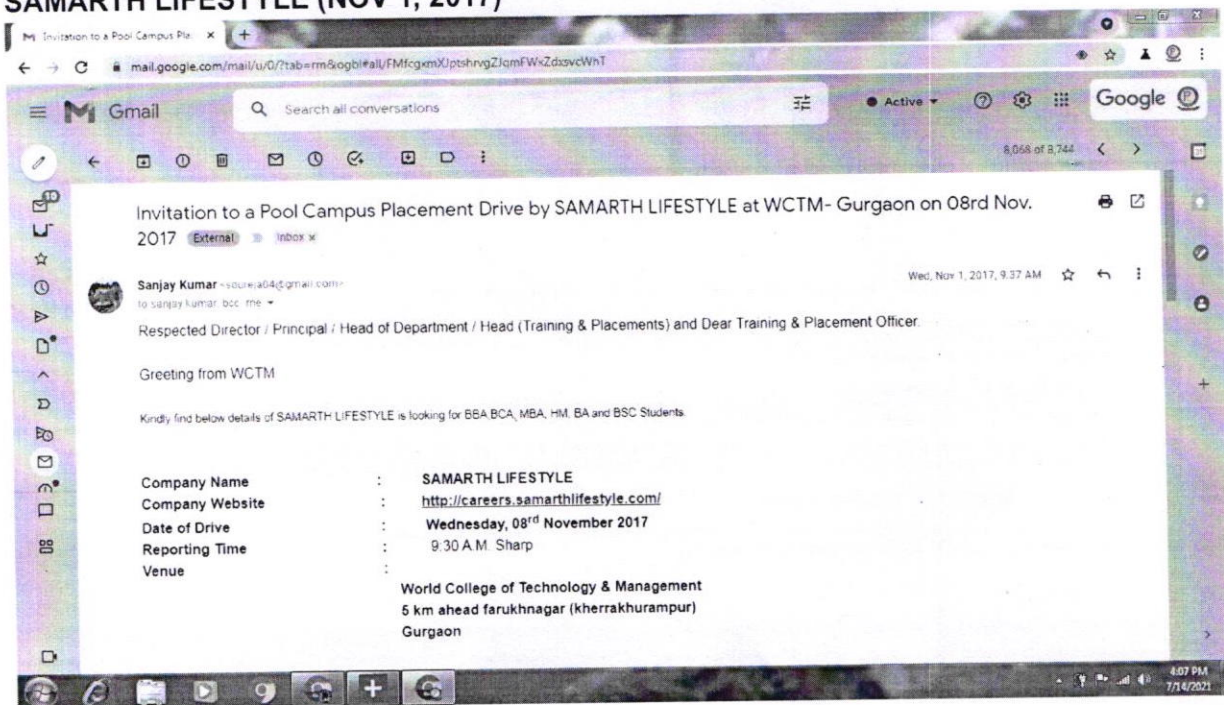 SAMARTH LIFESTYLE (NOV 1, 2017)
Invitation to a Pool Campus Pla
mail.google.com/mail/u/0/?tab=rm&ogbl#all/
Gmail
Search all conversations
Active
Google
8,068 of 8,744
Invitation to a Pool Campus Placement Drive by SAMARTH LIFESTYLE at WCTM- Gurgaon on 08rd Nov.
2017 External Inbox x
Sanjay Kumar
Wed, Nov 1, 2017, 9:37 AM
to sanjay kumar, bcc: me
Respected Director / Principal / Head of Department / Head (Training & Placements) and Dear Training & Placement Officer.
Greeting from WCTM
Kindly find below details of SAMARTH LIFESTYLE is looking for BBA BCA, MBA, HM, BA and BSC Students.
Company Name : SAMARTH LIFESTYLE
Company Website : http://careers.samarthlifestyle.com/
Date of Drive : Wednesday, 08rd November 2017
Reporting Time : 9:30 A.M. Sharp
Venue :
World College of Technology & Management
5 km ahead farukhnagar (kherrakhurampur)
Gurgaon
4:07 PM
7/14/2021